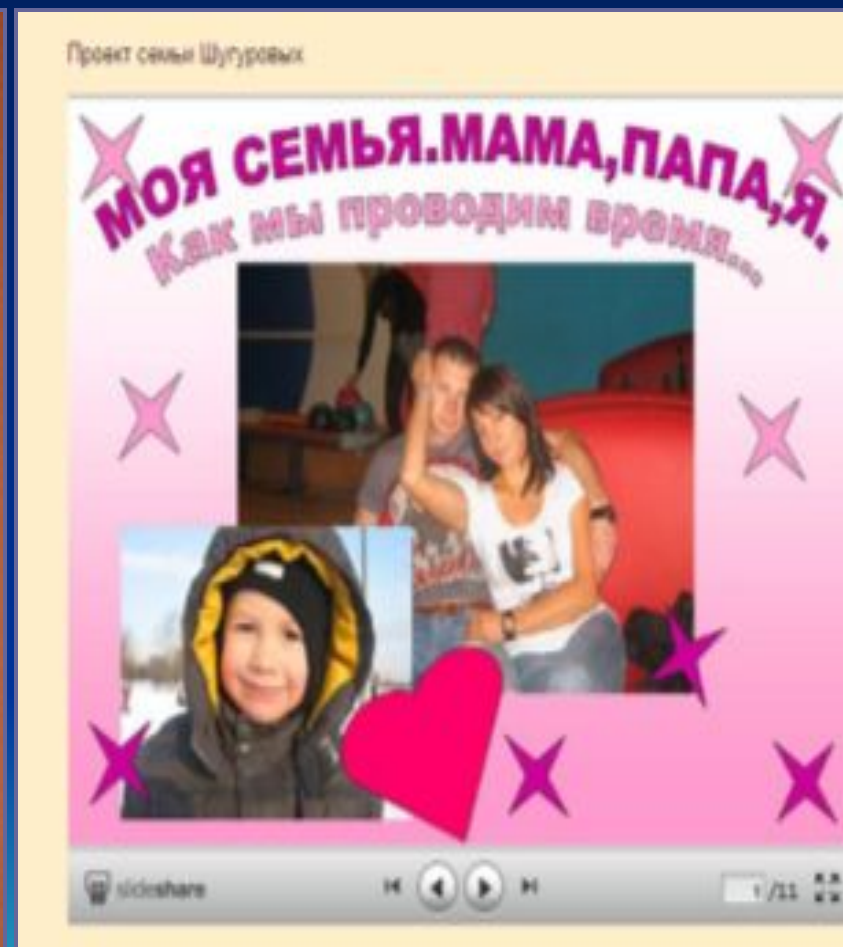 Проект семьи Шугуровых
МОЯ СЕМЬЯ.МАМА,ПАПА,Я.
Как мы проводим время...
slideshare
1 /11